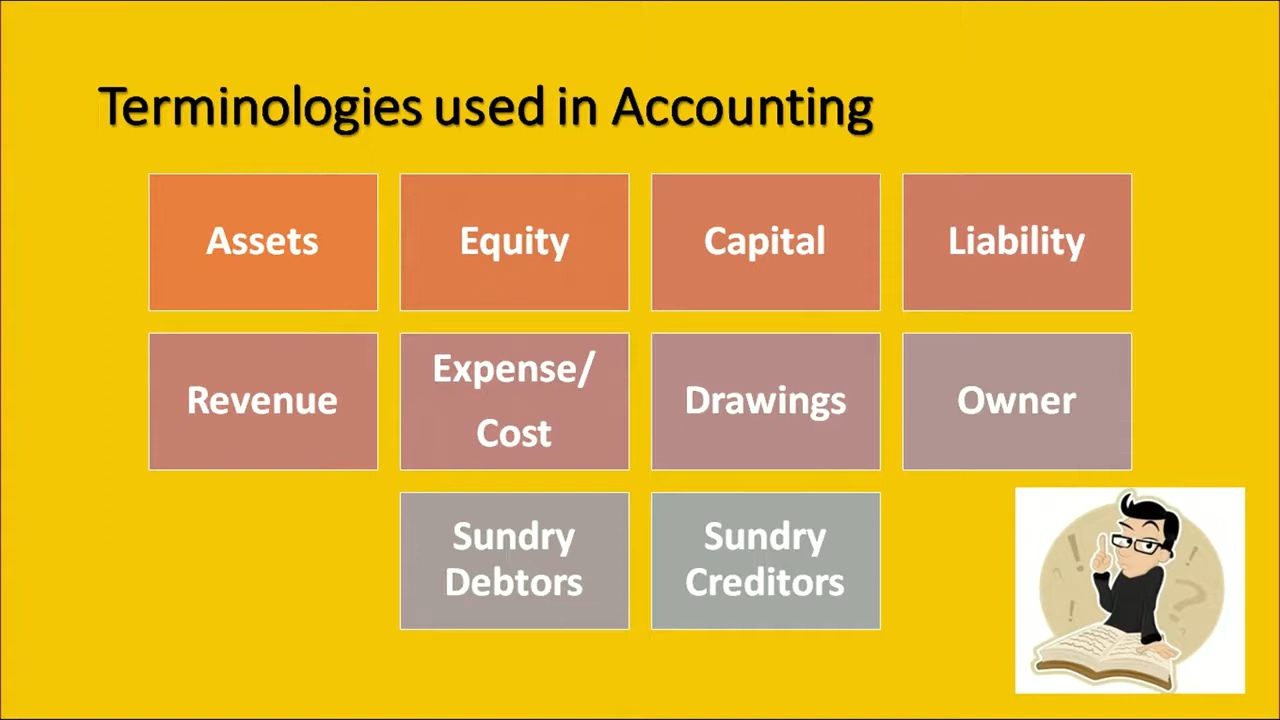 Terminologies used in Accounting
Assets
Equity
Capital
Liability
Revenue
Expense/
Cost
Drawings
Owner
Sundry
Debtors
Sundry
Creditors